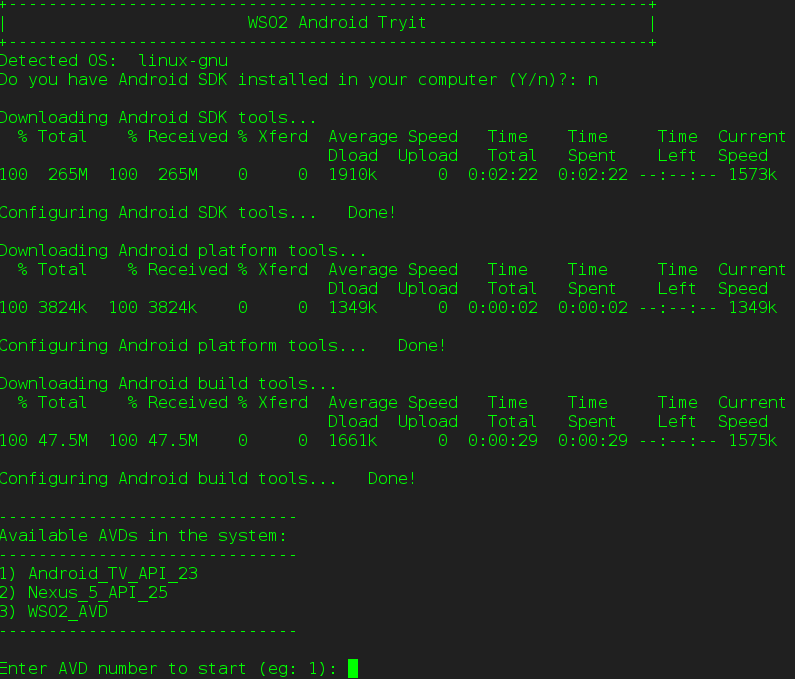 +----------------------------------------------------------------+
|                        WSO2 Android Tryit                      |
+----------------------------------------------------------------+
Detected OS:  linux-gnu
Do you have Android SDK installed in your computer (Y/n)?: n

Downloading Android SDK tools...
  % Total    % Received % Xferd  Average Speed   Time    Time     Time  Current
                                 Dload  Upload   Total   Spent    Left  Speed
100  265M  100  265M    0     0  1910k      0  0:02:22  0:02:22 --:--:-- 1573k

Configuring Android SDK tools...   Done!

Downloading Android platform tools...
  % Total    % Received % Xferd  Average Speed   Time    Time     Time  Current
                                 Dload  Upload   Total   Spent    Left  Speed
100 3824k  100 3824k    0     0  1349k      0  0:00:02  0:00:02 --:--:-- 1349k

Configuring Android platform tools...   Done!

Downloading Android build tools...
  % Total    % Received % Xferd  Average Speed   Time    Time     Time  Current
                                 Dload  Upload   Total   Spent    Left  Speed
100 47.5M  100 47.5M    0     0  1661k      0  0:00:29  0:00:29 --:--:-- 1575k

Configuring Android build tools...   Done!

------------------------------
Available AVDs in the system:
------------------------------
1) Android_TV_API_23
2) Nexus_5_API_25
3) WSO2_AVD
------------------------------

Enter AVD number to start (eg: 1):